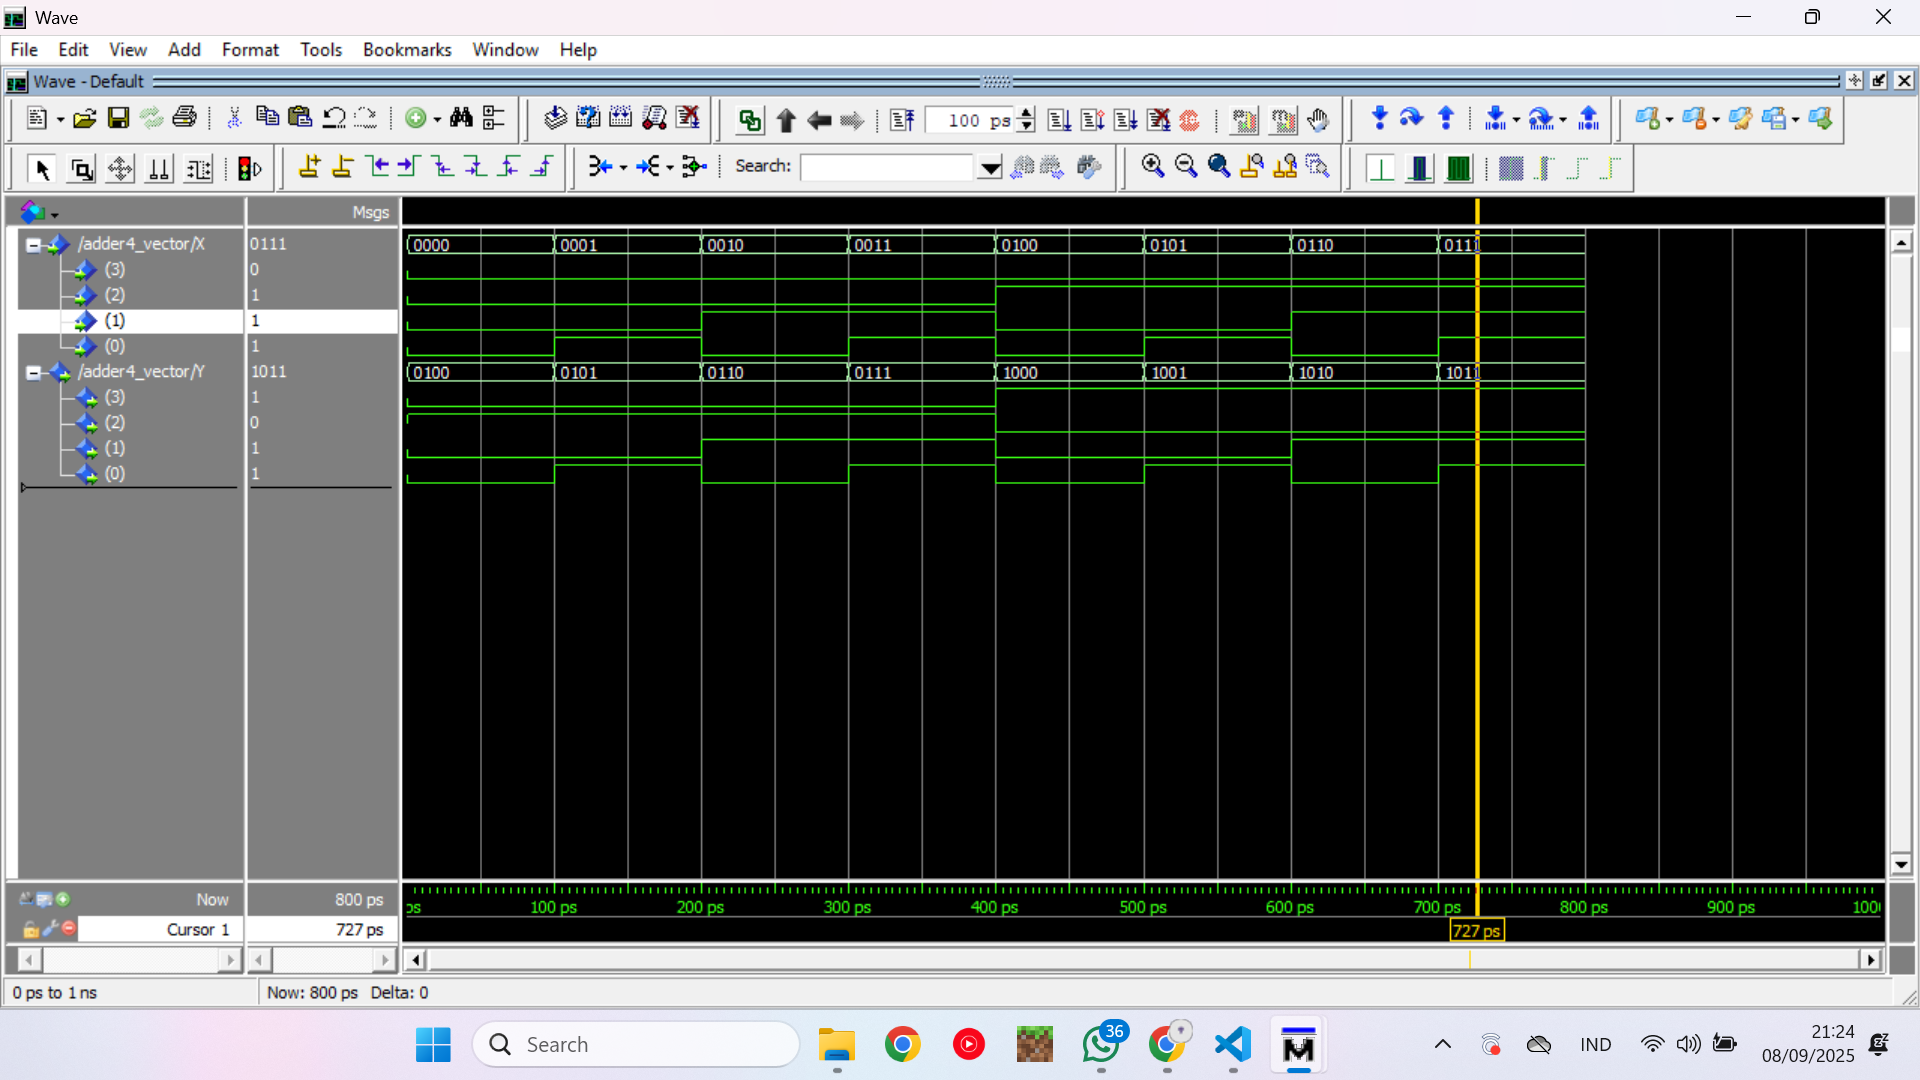 Wave
File Edit View Add Format Tools Bookmarks Window Help
Wave - Default
100 ps
Search:
Msgs
/adder4_vector/X 0111 0000 0001 0010 0011 0100 0101 0110 0111
(3) 0
(2) 1
(1) 1
(0) 1
/adder4_vector/Y 1011 0100 0101 0110 0111 1000 1001 1010 1011
(3) 1
(2) 0
(1) 1
(0) 1
Now 800 ps
ps 100 ps 200 ps 300 ps 400 ps 500 ps 600 ps 700 ps 800 ps 900 ps 100
Cursor 1 727 ps 727 ps
0 ps to 1 ns Now: 800 ps Delta: 0
Search 36 IND 21:24
08/09/2025